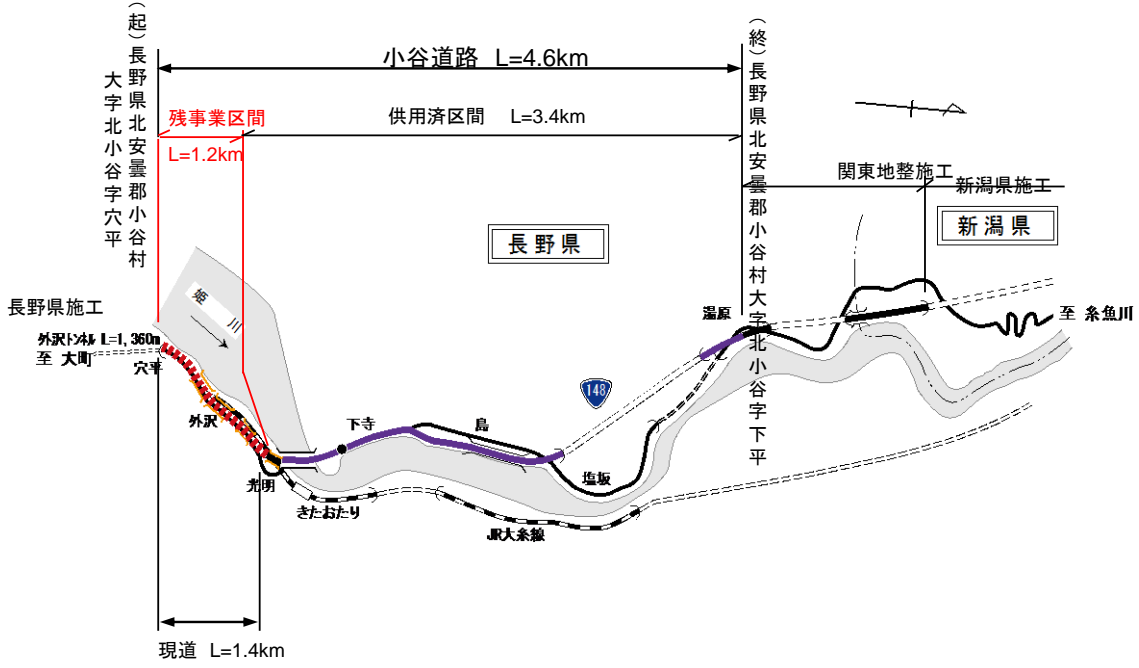 (起)長野県北安曇郡小谷村
大字北小谷字穴平
小谷道路 L=4.6km
(終)長野県北安曇郡小谷村大字北小谷字下平
残事業区間
L=1.2km
供用済区間 L=3.4km
関東地整施工
新潟県施工
長野県
新潟県
姫川
長野県施工
外沢トンネル L=1,360m
至 大町
穴平
外沢
光明
下寺
島
148
塩坂
湯原
至 糸魚川
きたおたり
JR大糸線
現道 L=1.4km